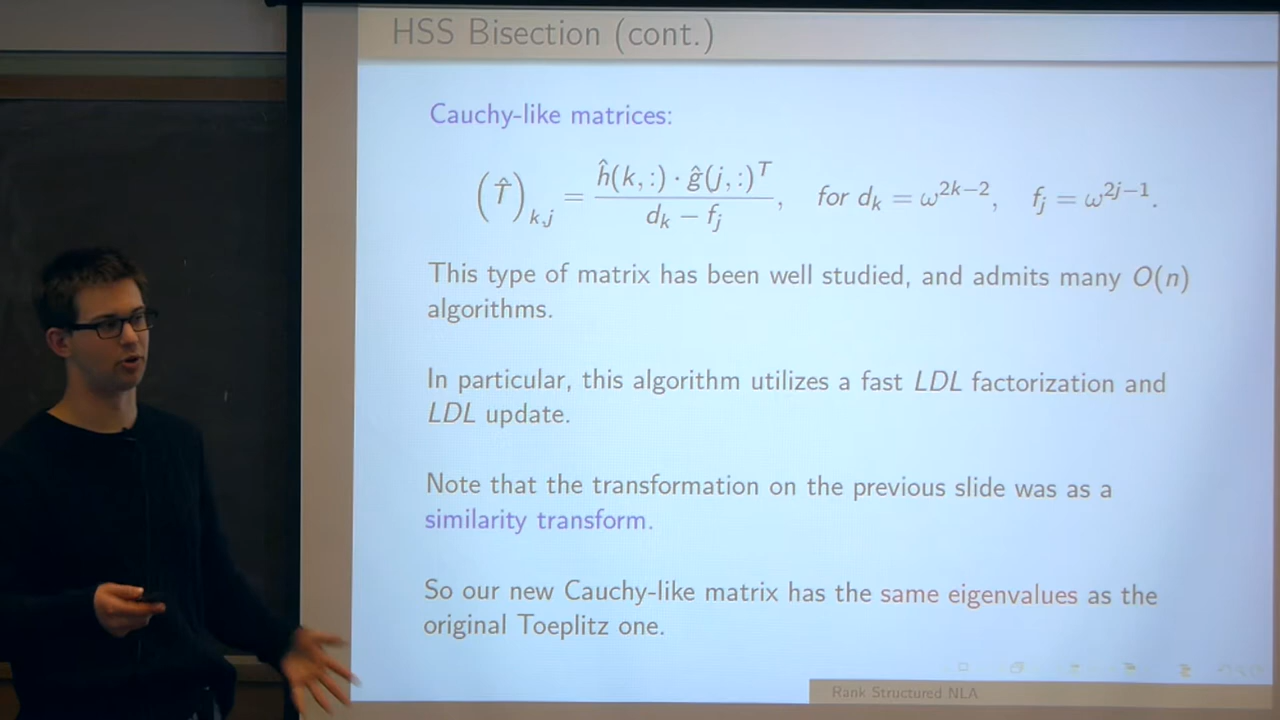 HSS Bisection (cont.)
Cauchy-like matrices:
(T̂)ₖ,ⱼ = ĥ(k,:) · ĝ(j,:)ᵀ / dₖ − fⱼ, for dₖ = ω²ᵏ⁻², fⱼ = ω²ʲ⁻¹.
This type of matrix has been well studied, and admits many O(n)
algorithms.
In particular, this algorithm utilizes a fast LDL factorization and
LDL update.
Note that the transformation on the previous slide was as a
similarity transform.
So our new Cauchy-like matrix has the same eigenvalues as the
original Toeplitz one.
Rank Structured NLA